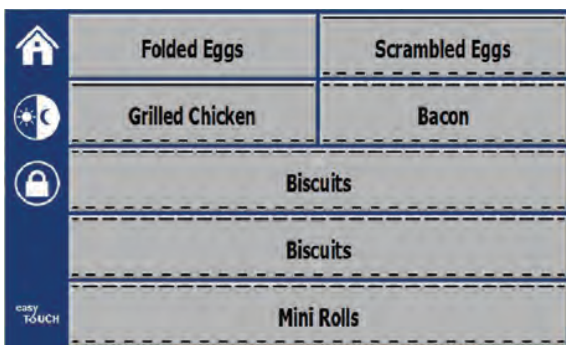 Folded Eggs
Scrambled Eggs
Grilled Chicken
Bacon
Biscuits
Biscuits
Mini Rolls
easy
TOUCH